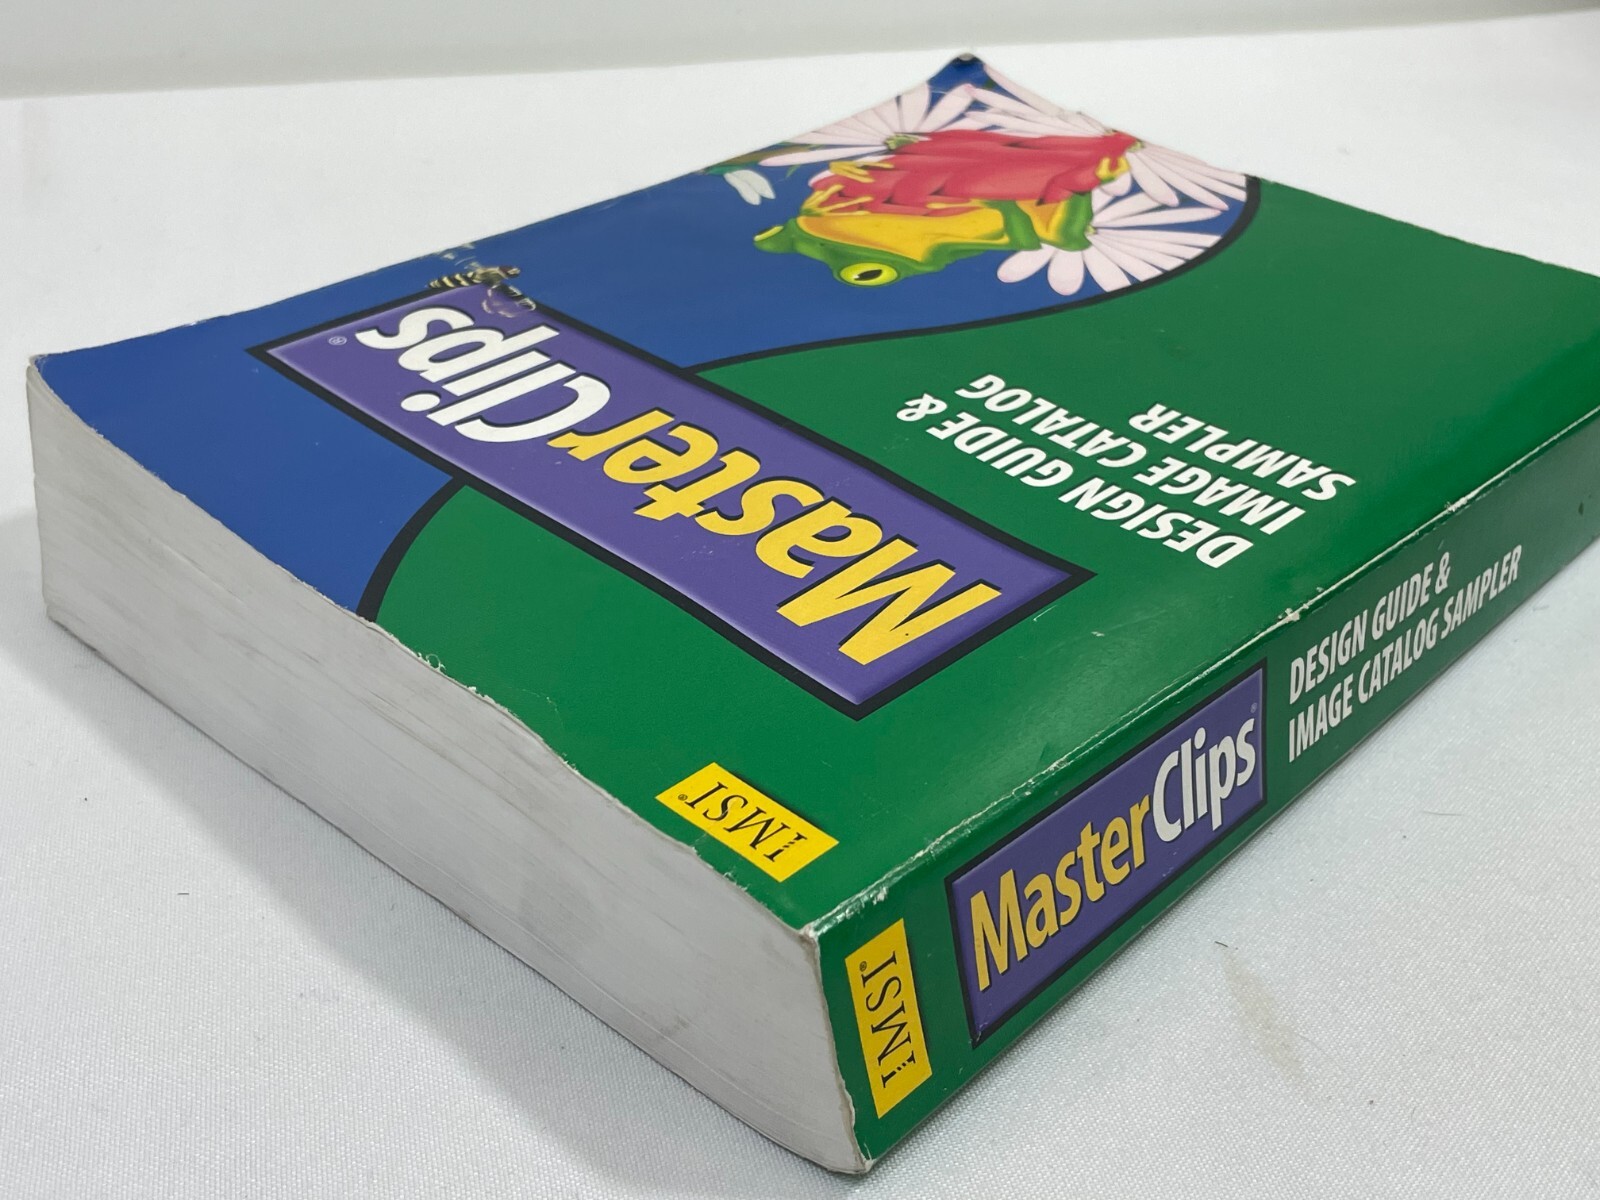 MasterClips®
DESIGN GUIDE &
IMAGE CATALOG
SAMPLER
IMSI®
IMSI®
MasterClips®
DESIGN GUIDE &
IMAGE CATALOG SAMPLER